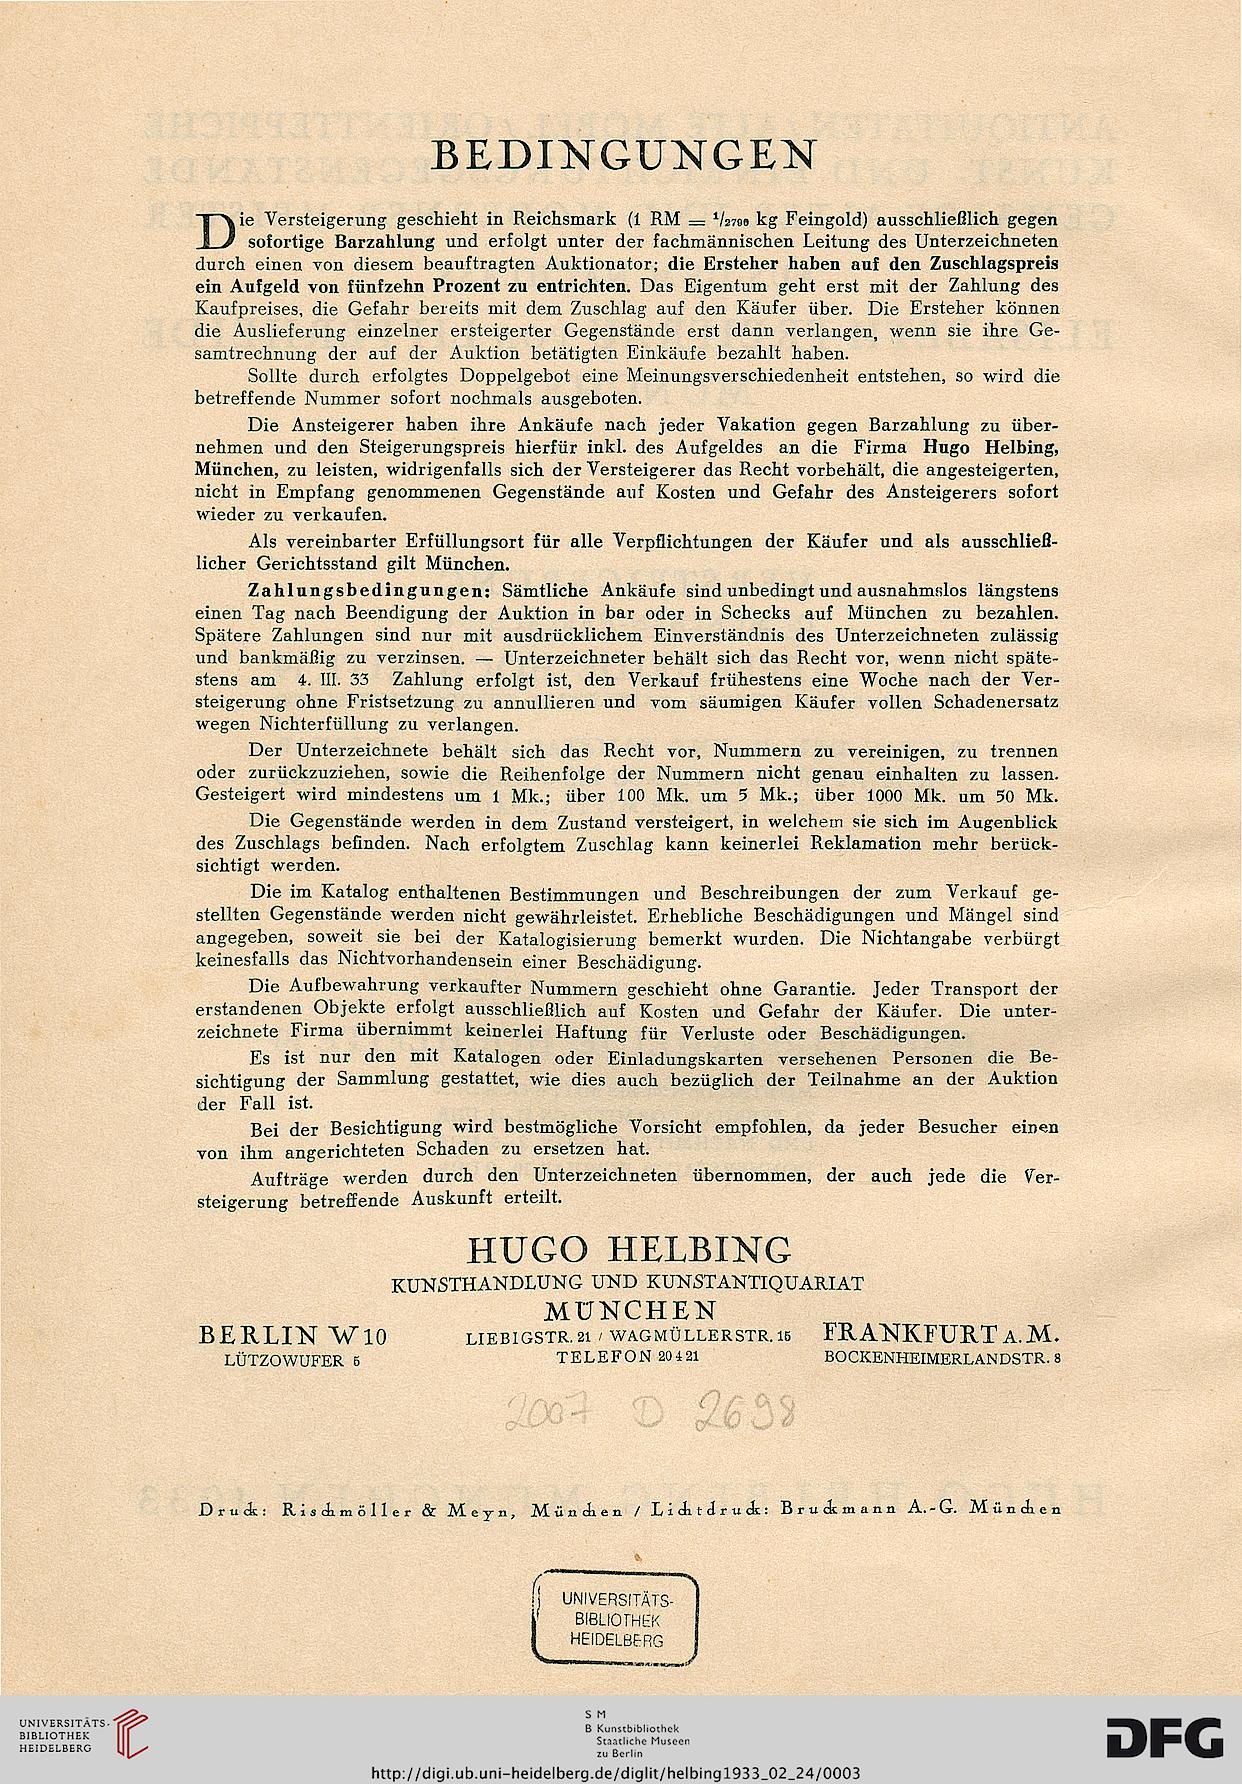 BEDINGUNGEN
Die Versteigerung geschieht in Reichsmark (1 RM = 1/2790 kg Feingold) ausschließlich gegen
sofortige Barzahlung und erfolgt unter der fachmännischen Leitung des Unterzeichneten
durch einen von diesem beauftragten Auktionator; die Ersteher haben auf den Zuschlagspreis
ein Aufgeld von fünfzehn Prozent zu entrichten. Das Eigentum geht erst mit der Zahlung des
Kaufpreises, die Gefahr bereits mit dem Zuschlag auf den Käufer über. Die Ersteher können
die Auslieferung einzelner ersteigerter Gegenstände erst dann verlangen, wenn sie ihre Ge-
samtrechnung der auf der Auktion betätigten Einkäufe bezahlt haben.
Sollte durch erfolgtes Doppelgebot eine Meinungsverschiedenheit entstehen, so wird die
betreffende Nummer sofort nochmals ausgeboten.
Die Ansteigerer haben ihre Ankäufe nach jeder Vakation gegen Barzahlung zu über-
nehmen und den Steigerungspreis hierfür inkl. des Aufgeldes an die Firma Hugo Helbing,
München, zu leisten, widrigenfalls sich der Versteigerer das Recht vorbehält, die angesteigerten,
nicht in Empfang genommenen Gegenstände auf Kosten und Gefahr des Ansteigerers sofort
wieder zu verkaufen.
Als vereinbarter Erfüllungsort für alle Verpflichtungen der Käufer und als ausschließ-
licher Gerichtsstand gilt München.
Zahlungsbedingungen: Sämtliche Ankäufe sind unbedingt und ausnahmslos längstens
einen Tag nach Beendigung der Auktion in bar oder in Schecks auf München zu bezahlen.
Spätere Zahlungen sind nur mit ausdrücklichem Einverständnis des Unterzeichneten zulässig
und bankmäßig zu verzinsen. — Unterzeichneter behält sich das Recht vor, wenn nicht späte-
stens am 4. III. 33 Zahlung erfolgt ist, den Verkauf frühestens eine Woche nach der Ver-
steigerung ohne Fristsetzung zu annullieren und vom säumigen Käufer vollen Schadenersatz
wegen Nichterfüllung zu verlangen.
Der Unterzeichnete behält sich das Recht vor, Nummern zu vereinigen, zu trennen
oder zurückzuziehen, sowie die Reihenfolge der Nummern nicht genau einhalten zu lassen.
Gesteigert wird mindestens um 1 Mk.; über 100 Mk. um 5 Mk.; über 1000 Mk. um 50 Mk.
Die Gegenstände werden in dem Zustand versteigert, in welchem sie sich im Augenblick
des Zuschlags befinden. Nach erfolgtem Zuschlag kann keinerlei Reklamation mehr berück-
sichtigt werden.
Die im Katalog enthaltenen Bestimmungen und Beschreibungen der zum Verkauf ge-
stellten Gegenstände werden nicht gewährleistet. Erhebliche Beschädigungen und Mängel sind
angegeben, soweit sie bei der Katalogisierung bemerkt wurden. Die Nichtangabe verbürgt
keinesfalls das Nichtvorhandensein einer Beschädigung.
Die Aufbewahrung verkaufter Nummern geschieht ohne Garantie. Jeder Transport der
erstandenen Objekte erfolgt ausschließlich auf Kosten und Gefahr der Käufer. Die unter-
zeichnete Firma übernimmt keinerlei Haftung für Verluste oder Beschädigungen.
Es ist nur den mit Katalogen oder Einladungskarten versehenen Personen die Be-
sichtigung der Sammlung gestattet, wie dies auch bezüglich der Teilnahme an der Auktion
der Fall ist.
Bei der Besichtigung wird bestmögliche Vorsicht empfohlen, da jeder Besucher einen
von ihm angerichteten Schaden zu ersetzen hat.
Aufträge werden durch den Unterzeichneten übernommen, der auch jede die Ver-
steigerung betreffende Auskunft erteilt.
HUGO HELBING
KUNSTHANDLUNG UND KUNSTANTIQUARIAT
MÜNCHEN
BERLIN W 10
LÜTZOWUFER 5
LIEBIGSTR. 21 / WAGMÜLLERSTR. 15
TELEFON 20421
FRANKFURT A. M.
BOCKENHEIMERLANDSTR. 8
2007 D 2698
Druck: Rischmöller & Meyn, München / Lichtdruck: Bruckmann A.-G. München
UNIVERSITÄTS-
BIBLIOTHEK
HEIDELBERG
UNIVERSITÄTS-
BIBLIOTHEK
HEIDELBERG
S M
B Kunstbibliothek
Staatliche Museen
zu Berlin
DFG
http://digi.ub.uni-heidelberg.de/diglit/helbing1933_02_24/0003